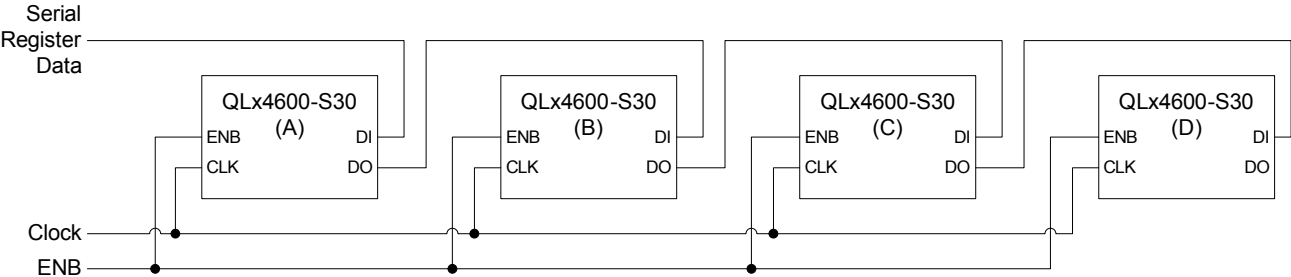 Serial
Register
Data
QLx4600-S30
(A)
ENB
DI
CLK
DO
QLx4600-S30
(B)
ENB
DI
CLK
DO
QLx4600-S30
(C)
ENB
DI
CLK
DO
QLx4600-S30
(D)
ENB
DI
CLK
DO
Clock
ENB